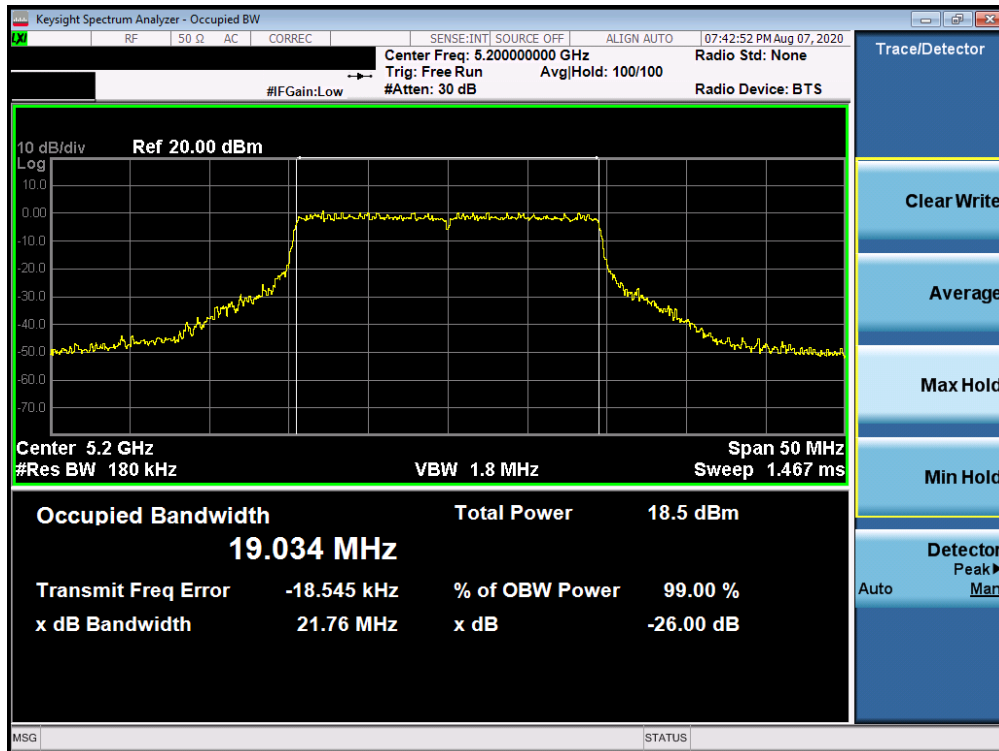 Keysight Spectrum Analyzer - Occupied BW
LXI RF 50 Ω AC CORREC SENSE:INT SOURCE OFF ALIGN AUTO 07:42:52 PM Aug 07, 2020
Center Freq: 5.200000000 GHz Radio Std: None
Trig: Free Run Avg|Hold: 100/100
#IFGain:Low #Atten: 30 dB Radio Device: BTS
Trace/Detector
10 dB/div Ref 20.00 dBm
Log
10.0
0.00
-10.0
-20.0
-30.0
-40.0
-50.0
-60.0
-70.0
Center 5.2 GHz Span 50 MHz
#Res BW 180 kHz VBW 1.8 MHz Sweep 1.467 ms
Occupied Bandwidth Total Power 18.5 dBm
19.034 MHz
Transmit Freq Error -18.545 kHz % of OBW Power 99.00 %
x dB Bandwidth 21.76 MHz x dB -26.00 dB
Clear Write
Average
Max Hold
Min Hold
Detector
Peak▶
Auto Man
MSG STATUS